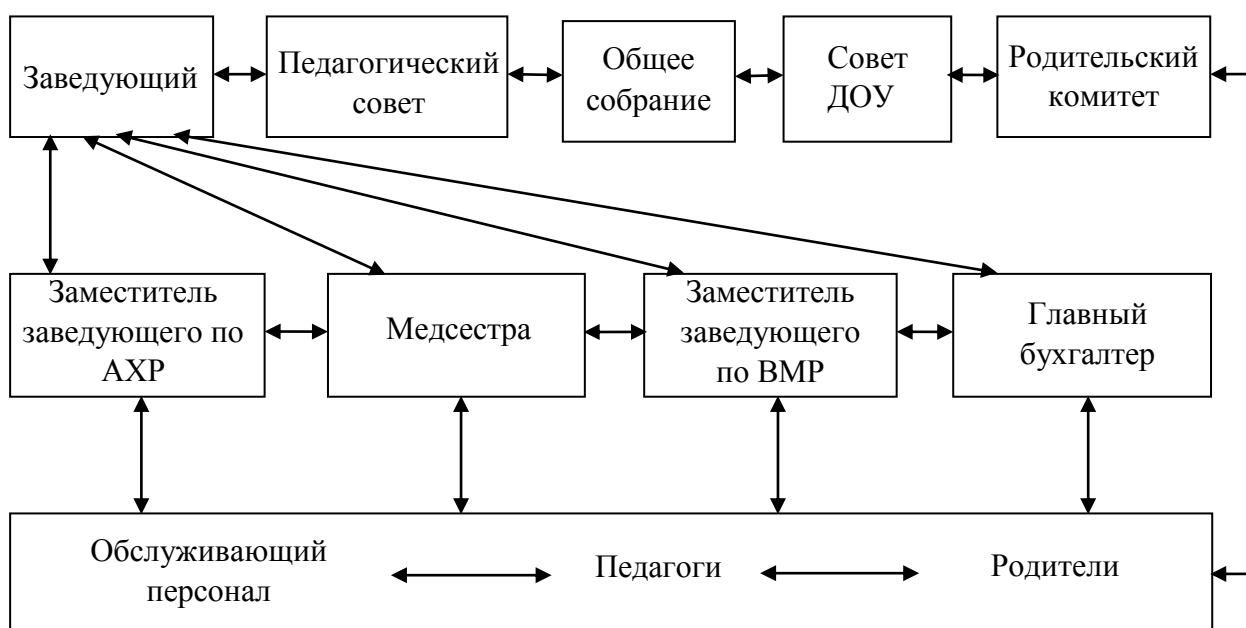 Заведующий
Педагогический
совет
Общее
собрание
Совет
ДОУ
Родительский
комитет
Заместитель
заведующего по
АХР
Медсестра
Заместитель
заведующего
по ВМР
Главный
бухгалтер
Обслуживающий
персонал
Педагоги
Родители